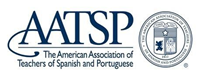 AATSP
The American Association of
Teachers of Spanish and Portuguese